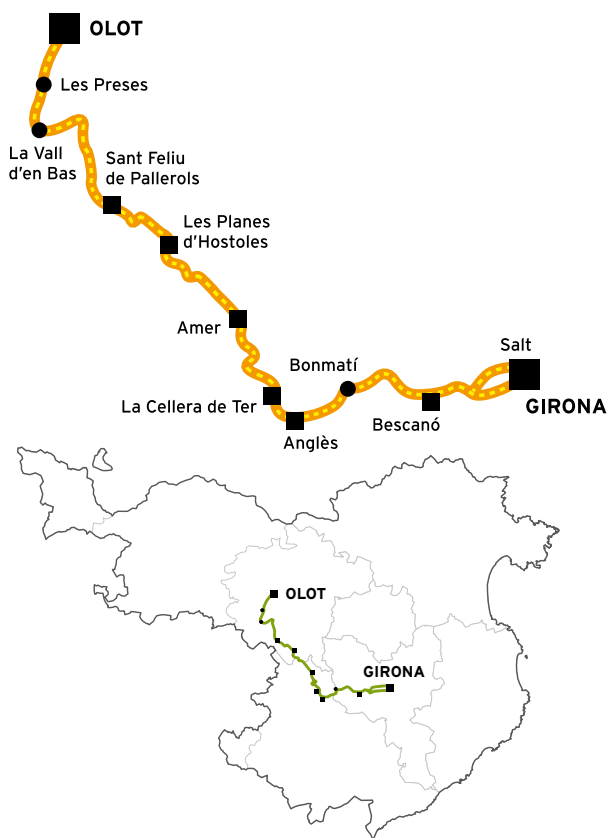 OLOT
Les Preses
La Vall
d'en Bas
Sant Feliu
de Pallerols
Les Planes
d'Hostoles
Amer
Salt
Bonmatí
La Cellera de Ter
GIRONA
Bescanó
Anglès
OLOT
GIRONA